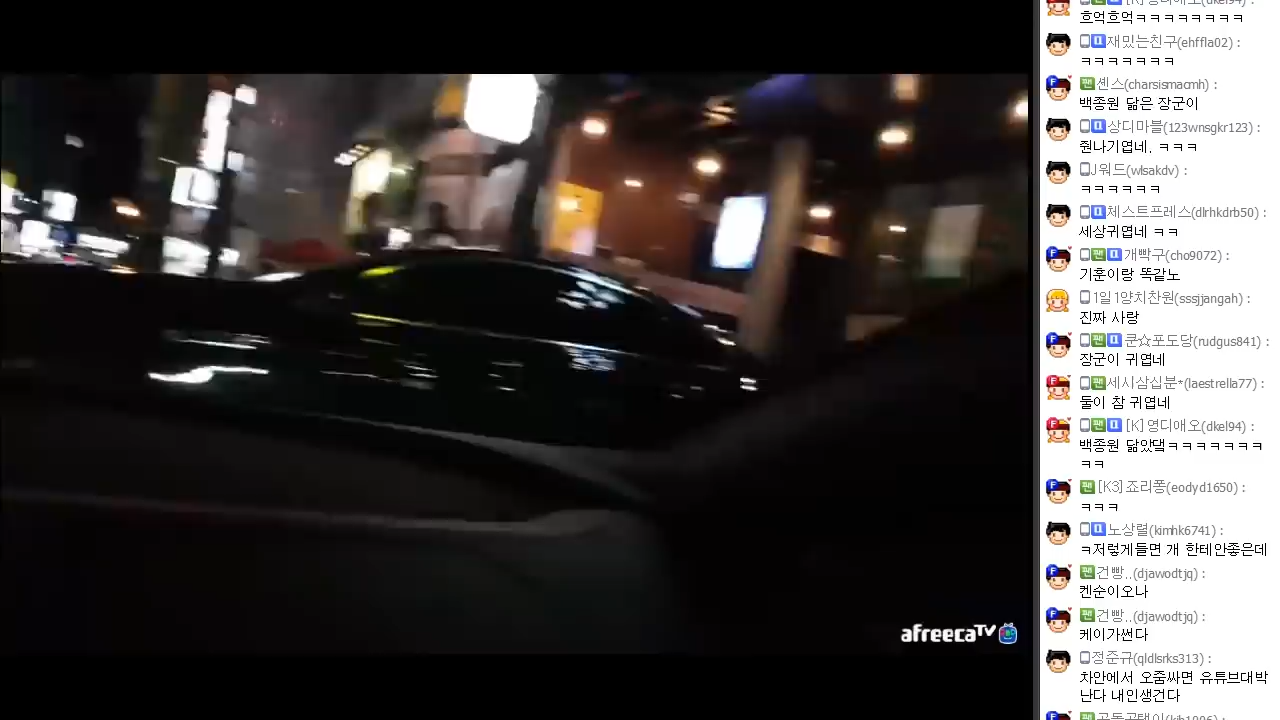 흐억흐억ㅋㅋㅋㅋㅋㅋㅋㅋ
재밌는친구(ehffla02) :
ㅋㅋㅋㅋㅋㅋㅋ
팬 센스(charsismacmh) :
백종원 닮은 장군이
상디마블(123wnsgkr123) :
줜나기엽네. ㅋㅋㅋ
J워드(wlsakdv) :
ㅋㅋㅋㅋㅋㅋ
체스트프레스(dlrhkdrb50) :
세상귀엽네 ㅋㅋ
팬 개빡구(cho9072) :
기훈이랑 똑같노
1일1양치찬원(sssjjangah) :
진짜 사랑
팬 쿤☆포도당(rudgus841) :
장군이 귀엽네
팬 세시삼십분*(laestrella77) :
둘이 참 귀엽네
팬 [K]영디애오(dkel94) :
백종원 닮았댘ㅋㅋㅋㅋㅋㅋㅋ
ㅋㅋ
팬 [K3]조리퐁(eodyd1650) :
ㅋㅋㅋ
노상렬(kimhk6741) :
ㅋ저렇게들면 개 한테안좋은데
팬 건빵..(djawodtjq) :
켄순이오나
팬 건빵..(djawodtjq) :
케이가썬다
정준규(qldlsrks313) :
차안에서 오줌싸면 유튜브대박
난다 내인생건다
afreecaTV